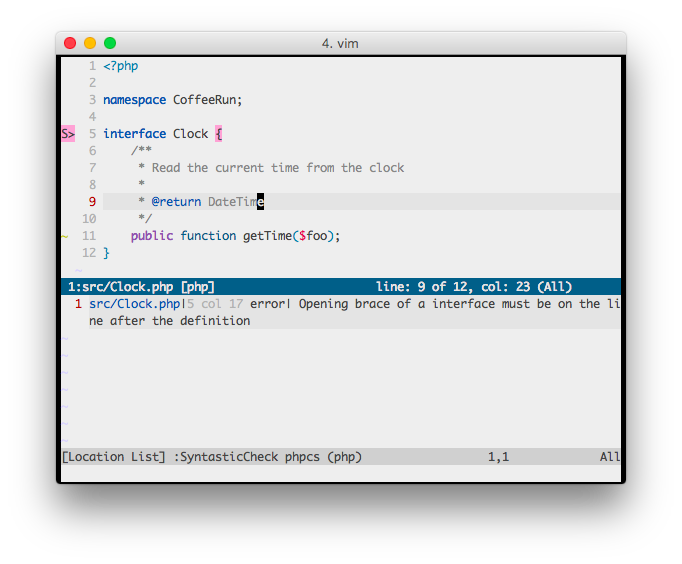 4. vim
1 <?php
2
3 namespace CoffeeRun;
4
S> 5 interface Clock {
6     /**
7      * Read the current time from the clock
8      *
9      * @return DateTime
10      */
~ 11     public function getTime($foo);
12 }
~
1:src/Clock.php [php] line: 9 of 12, col: 23 (All)
1 src/Clock.php|5 col 17 error| Opening brace of a interface must be on the li
ne after the definition
~
~
~
~
~
~
~
[Location List] :SyntasticCheck phpcs (php) 1,1 All